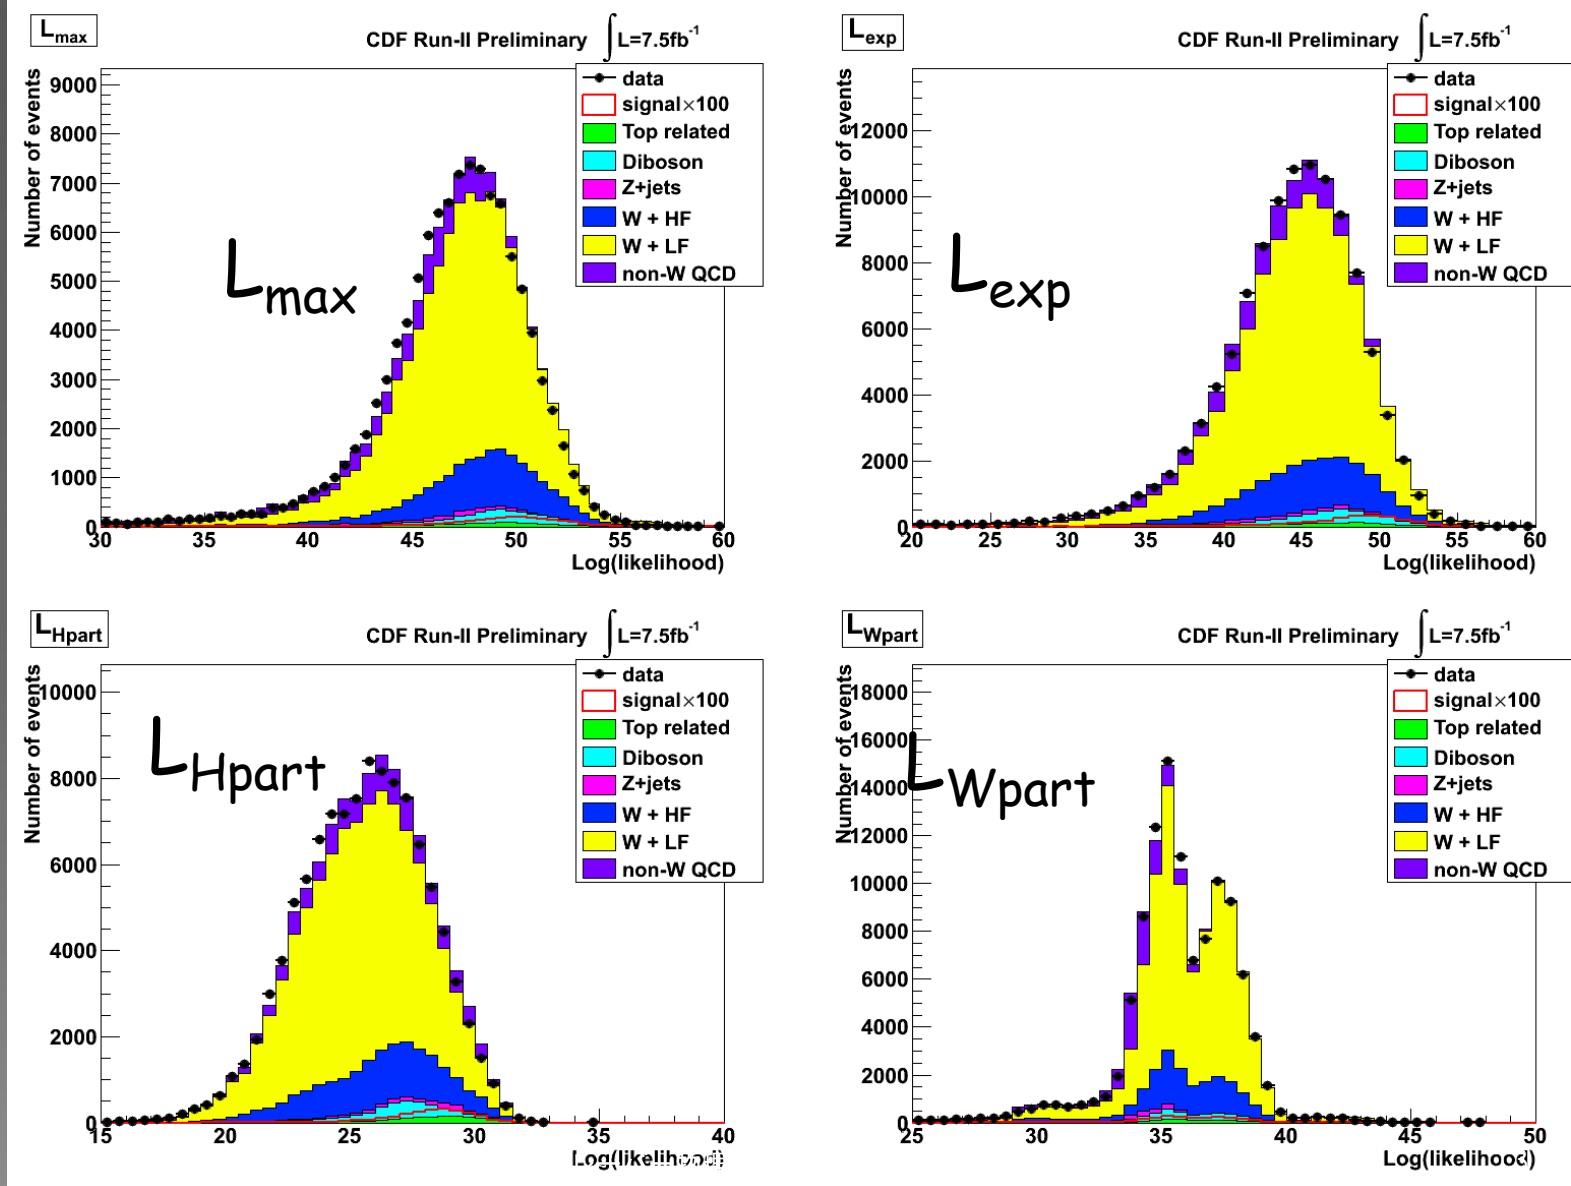 L_max
CDF Run-II Preliminary ∫L=7.5fb^-1
Number of events
9000
8000
7000
6000
5000
4000
3000
2000
1000
0
data
signal×100
Top related
Diboson
Z+jets
W + HF
W + LF
non-W QCD
L_max
30 35 40 45 50 55 60
Log(likelihood)
L_exp
CDF Run-II Preliminary ∫L=7.5fb^-1
Number of events
12000
10000
8000
6000
4000
2000
0
data
signal×100
Top related
Diboson
Z+jets
W + HF
W + LF
non-W QCD
L_exp
20 25 30 35 40 45 50 55 60
Log(likelihood)
L_Hpart
CDF Run-II Preliminary ∫L=7.5fb^-1
Number of events
10000
8000
6000
4000
2000
0
data
signal×100
Top related
Diboson
Z+jets
W + HF
W + LF
non-W QCD
L_Hpart
15 20 25 30 35 40
Log(likelihood)
L_Wpart
CDF Run-II Preliminary ∫L=7.5fb^-1
Number of events
18000
16000
14000
12000
10000
8000
6000
4000
2000
0
data
signal×100
Top related
Diboson
Z+jets
W + HF
W + LF
non-W QCD
L_Wpart
25 30 35 40 45 50
Log(likelihood)